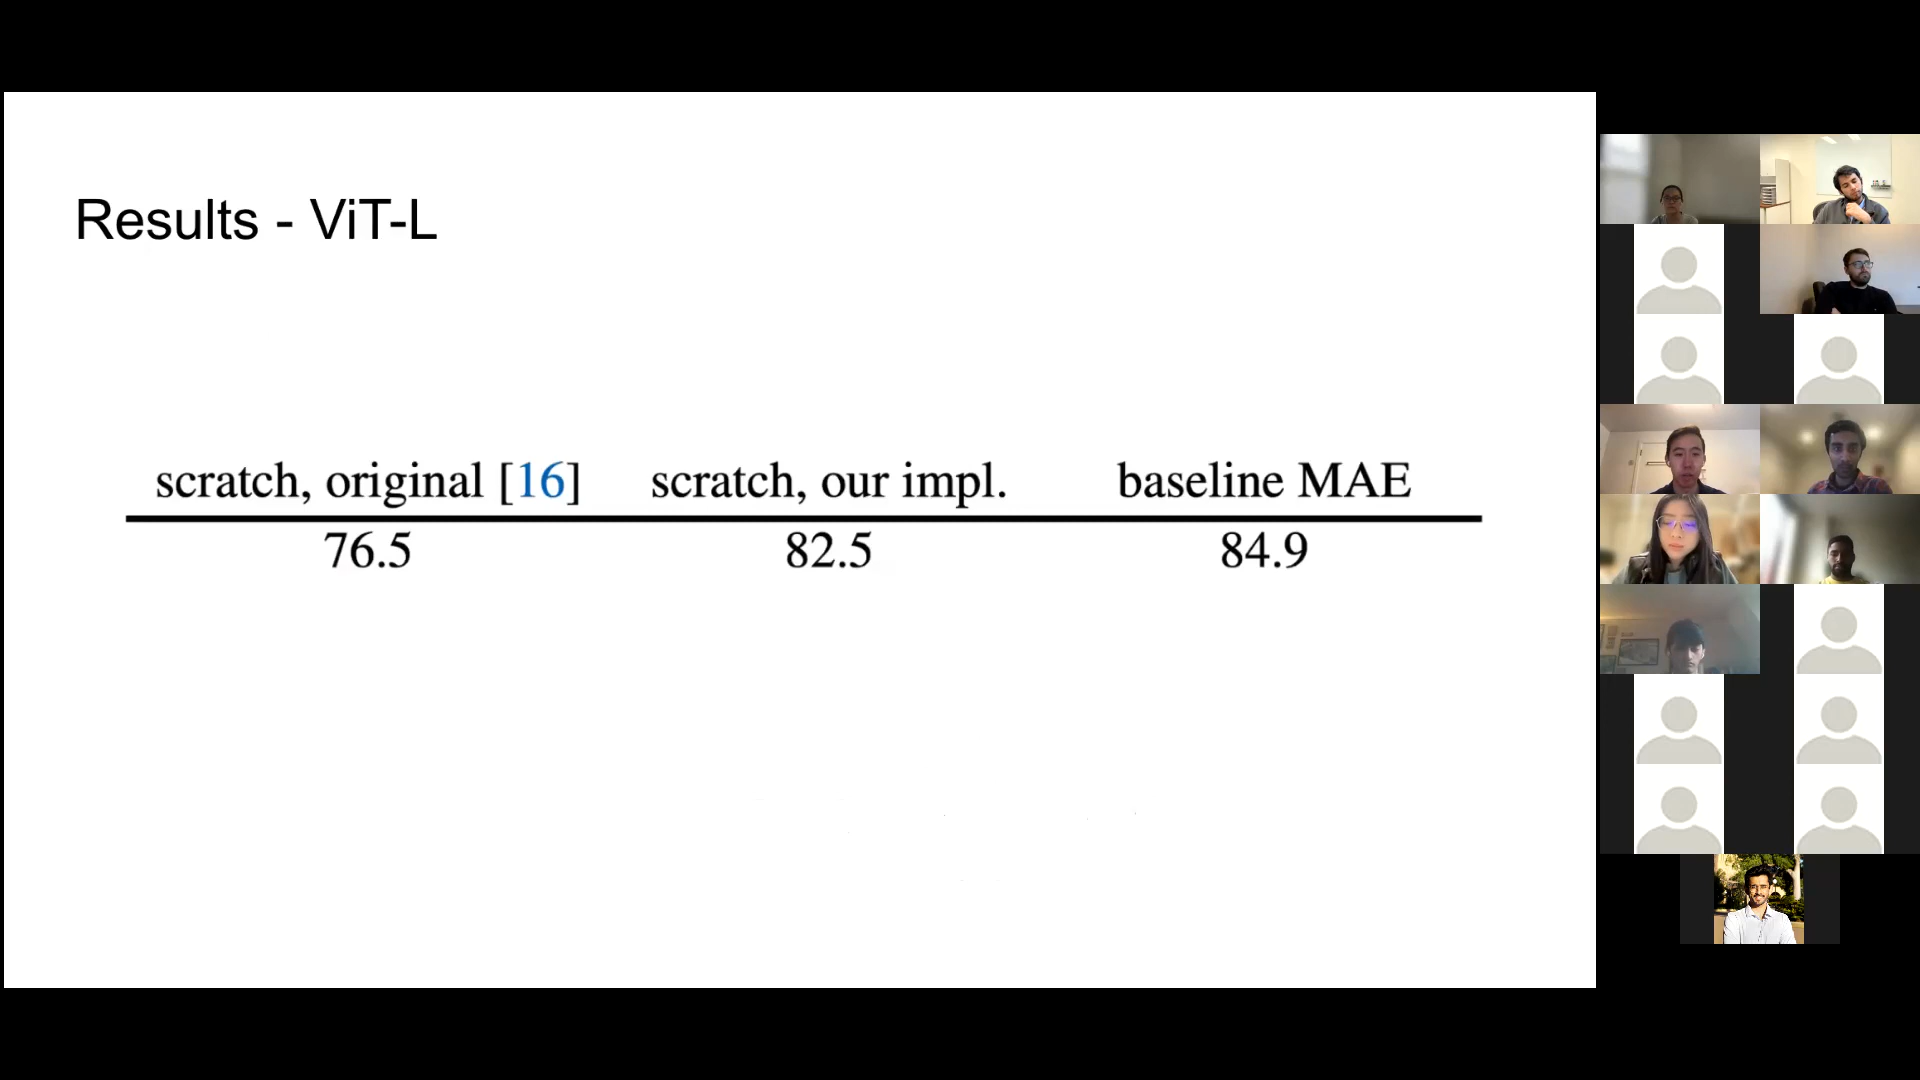 Results - ViT-L
scratch, original [16] scratch, our impl. baseline MAE
76.5 82.5 84.9